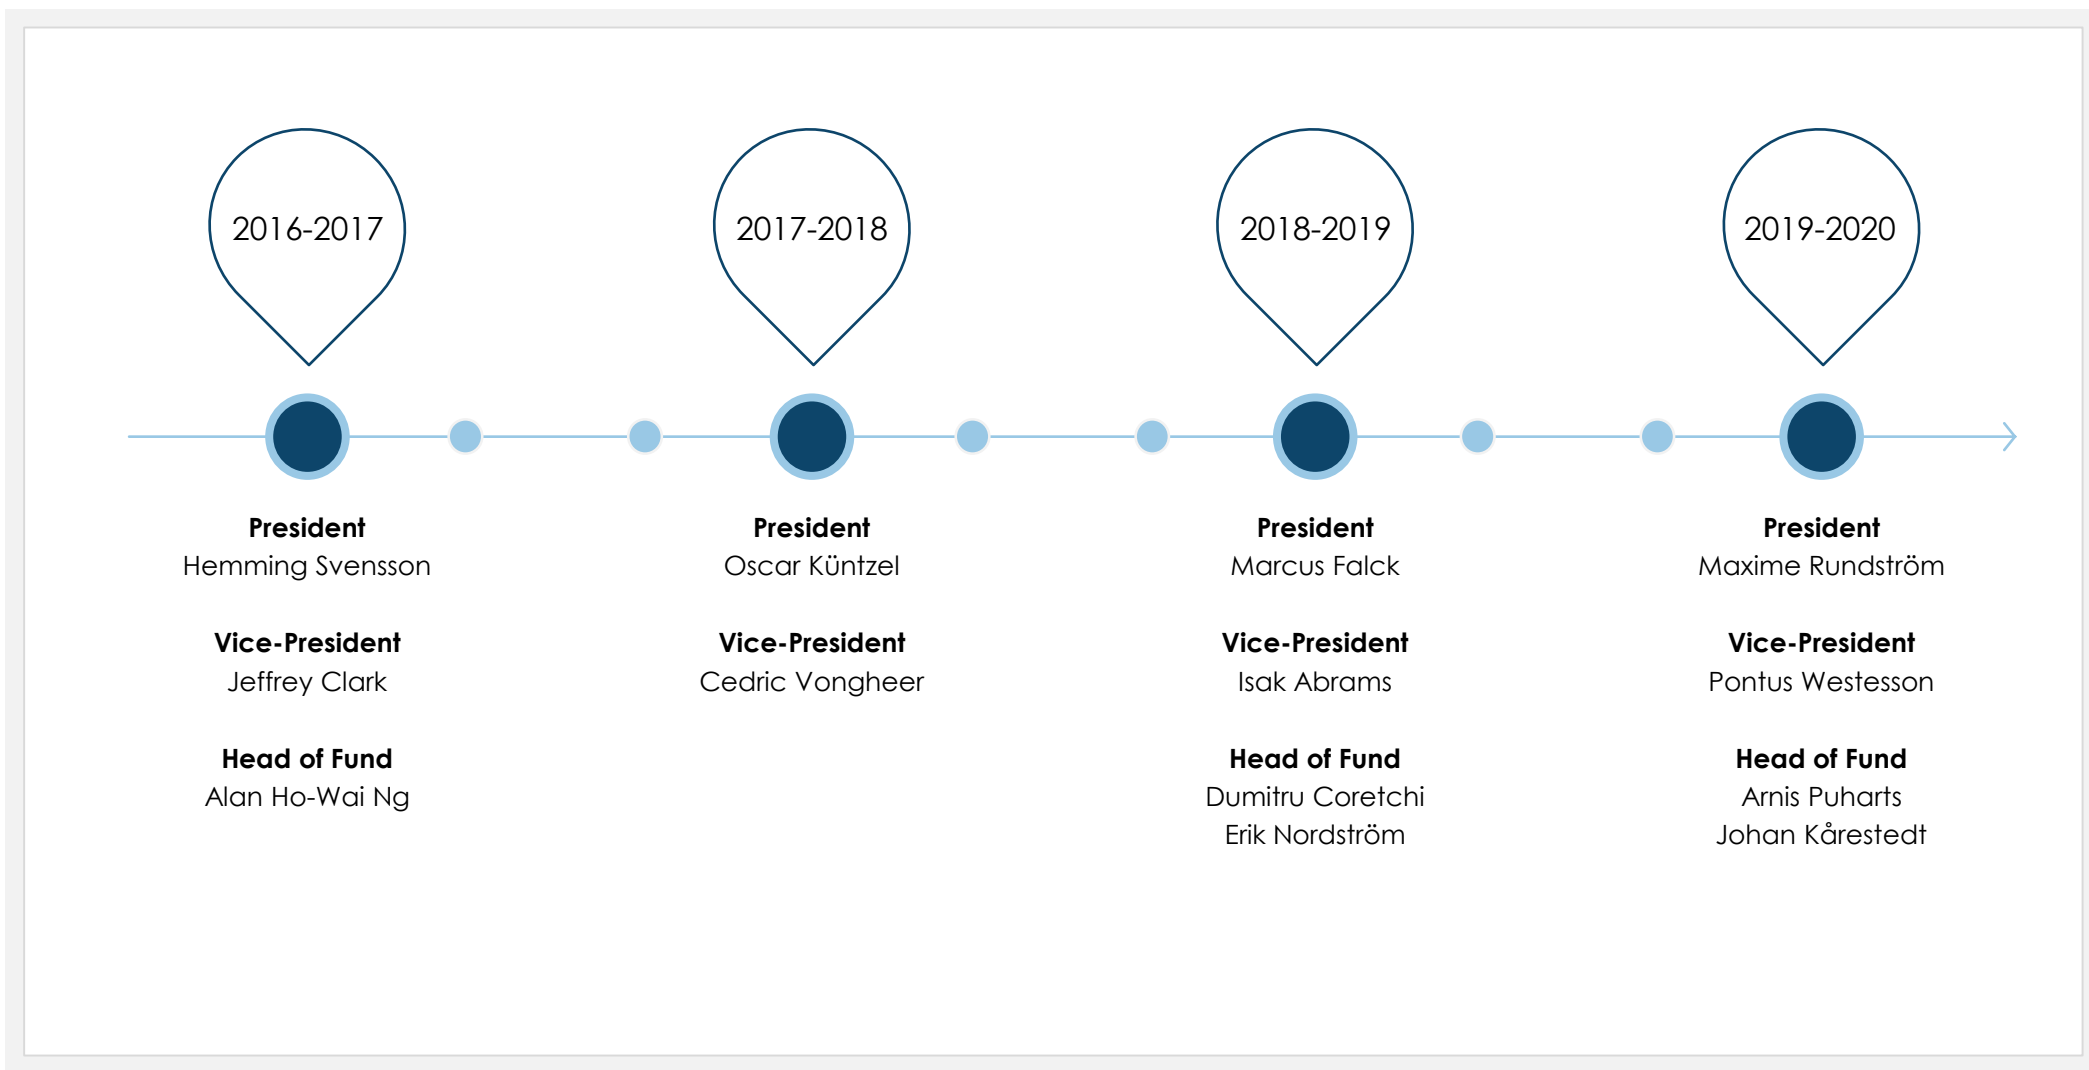 2016-2017
President
Hemming Svensson
Vice-President
Jeffrey Clark
Head of Fund
Alan Ho-Wai Ng
2017-2018
President
Oscar Küntzel
Vice-President
Cedric Vongheer
2018-2019
President
Marcus Falck
Vice-President
Isak Abrams
Head of Fund
Dumitru Coretchi
Erik Nordström
2019-2020
President
Maxime Rundström
Vice-President
Pontus Westesson
Head of Fund
Arnis Puharts
Johan Kårestedt